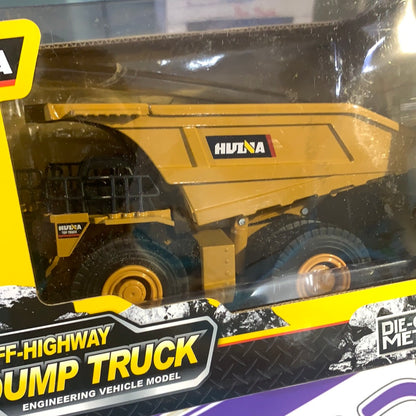 A
HUINA
HUINA
FF-HIGHWAY
DUMP TRUCK
ENGINEERING VEHICLE MODEL
DIE-C
MET